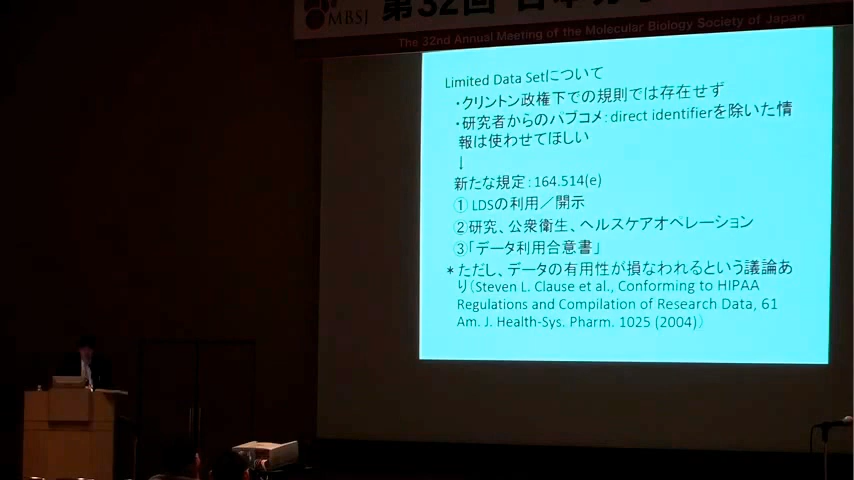 MBSJ 第32回 日本分子
The 32nd Annual Meeting of the Molecular Biology Society of Japan
Limited Data Setについて
・クリントン政権下での規則では存在せず
・研究者からのパブコメ：direct identifierを除いた情
報は使わせてほしい
↓
新たな規定：164.514(e)
① LDSの利用／開示
②研究、公衆衛生、ヘルスケアオペレーション
③「データ利用合意書」
＊ただし、データの有用性が損なわれるという議論あ
り（Steven L. Clause et al., Conforming to HIPAA
Regulations and Compilation of Research Data, 61
Am. J. Health-Sys. Pharm. 1025 (2004)）